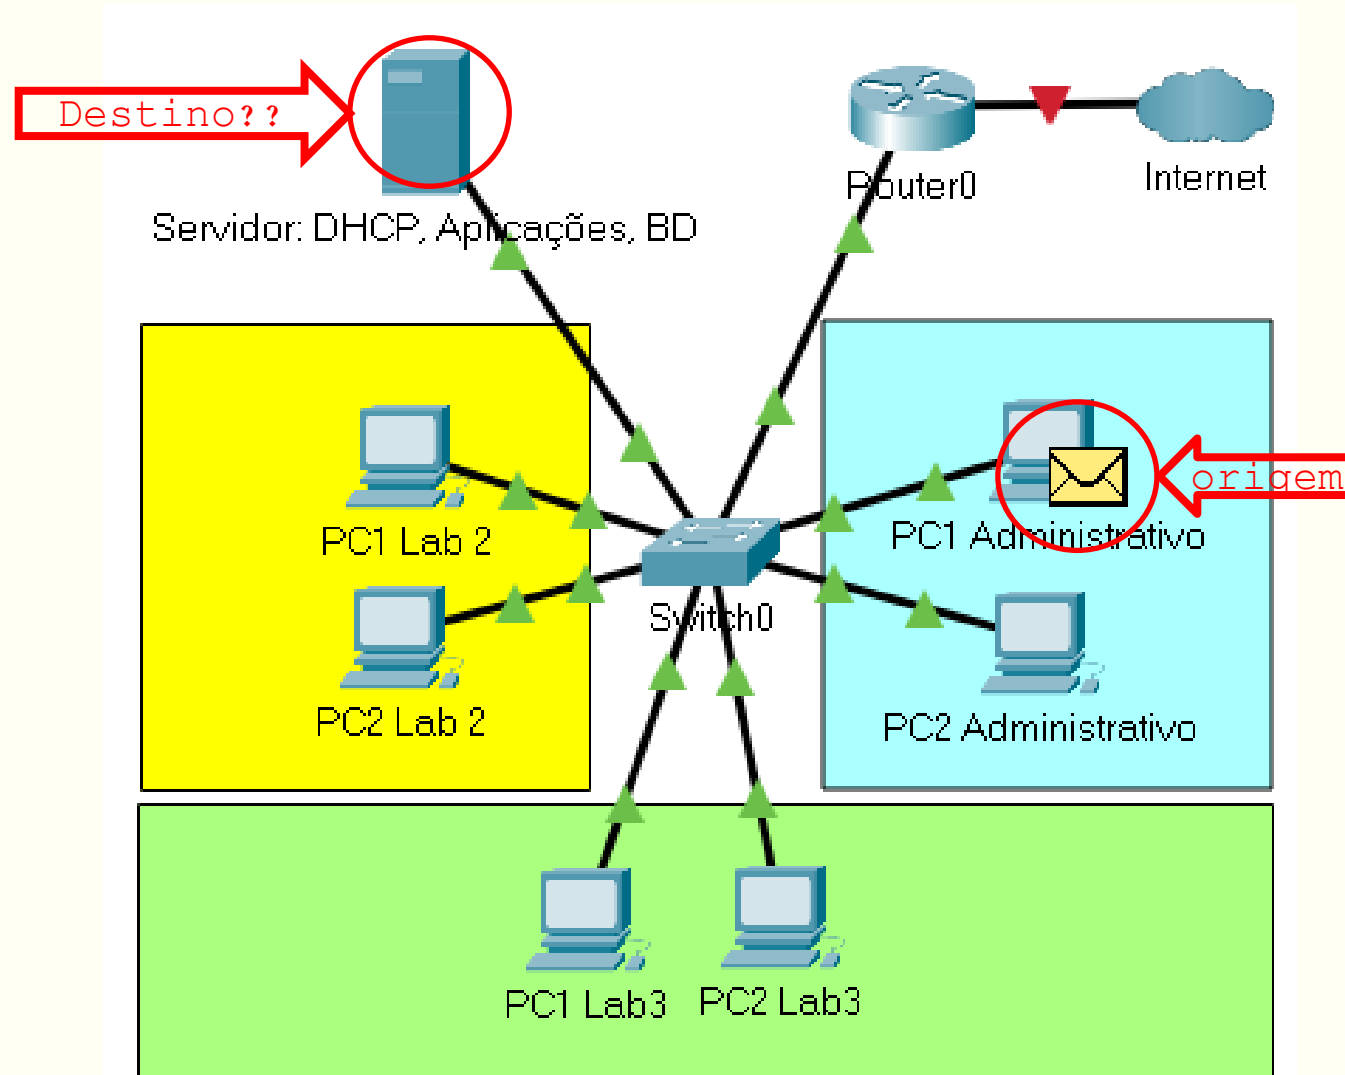 Destino??
Servidor: DHCP, Aplicações, BD
Router0
Internet
origem
PC1 Lab 2
PC1 Administrativo
Switch0
PC2 Lab 2
PC2 Administrativo
PC1 Lab3
PC2 Lab3